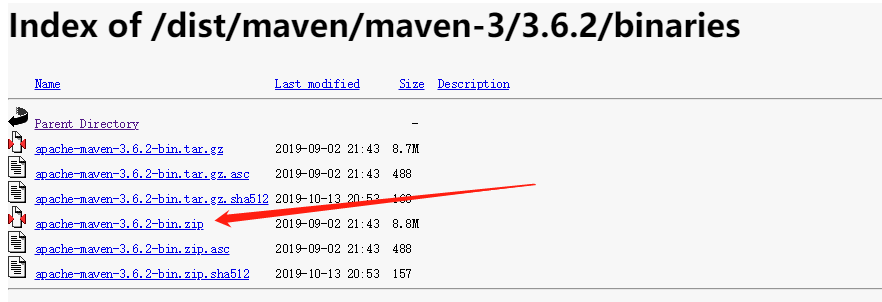 Index of /dist/maven/maven-3/3.6.2/binaries
Name Last modified Size Description
Parent Directory -
apache-maven-3.6.2-bin.tar.gz 2019-09-02 21:43 8.7M
apache-maven-3.6.2-bin.tar.gz.asc 2019-09-02 21:43 488
apache-maven-3.6.2-bin.tar.gz.sha512 2019-10-13 20:53
apache-maven-3.6.2-bin.zip 2019-09-02 21:43 8.8M
apache-maven-3.6.2-bin.zip.asc 2019-09-02 21:43 488
apache-maven-3.6.2-bin.zip.sha512 2019-10-13 20:53 157